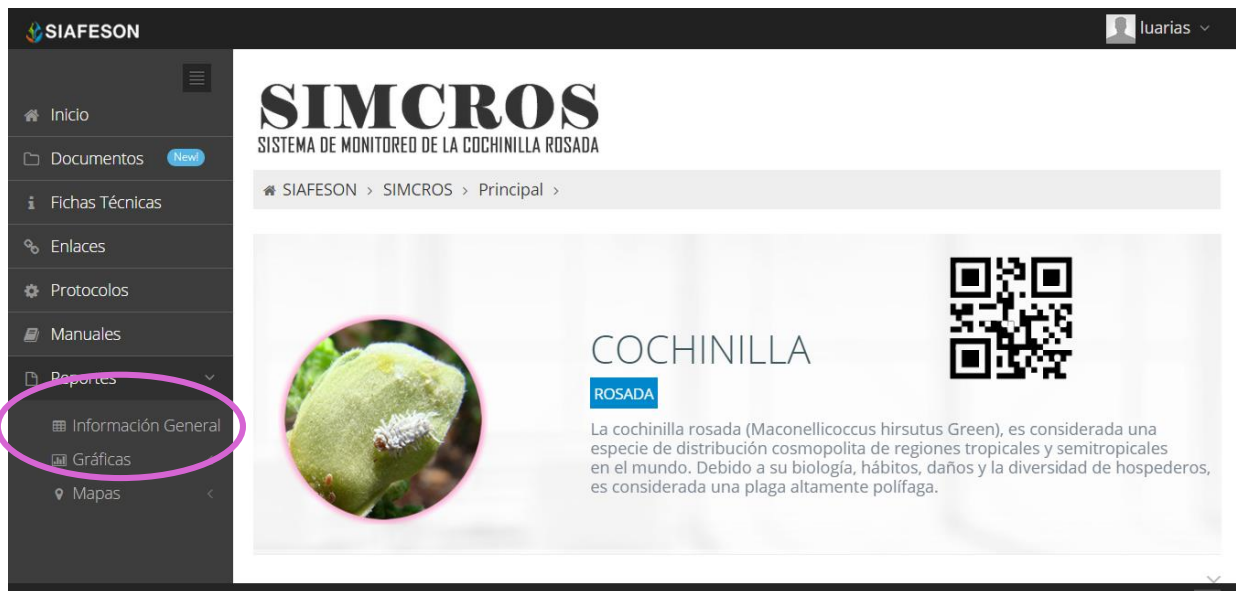 SIAFESON
luarias
Inicio
Documentos New!
Fichas Técnicas
Enlaces
Protocolos
Manuales
Reportes
Información General
Gráficas
Mapas
SIMCROS
SISTEMA DE MONITOREO DE LA COCHINILLA ROSADA
SIAFESON > SIMCROS > Principal >
COCHINILLA
ROSADA
La cochinilla rosada (Maconellicoccus hirsutus Green), es considerada una
especie de distribución cosmopolita de regiones tropicales y semitropicales
en el mundo. Debido a su biología, hábitos, daños y la diversidad de hospederos,
es considerada una plaga altamente polífaga.